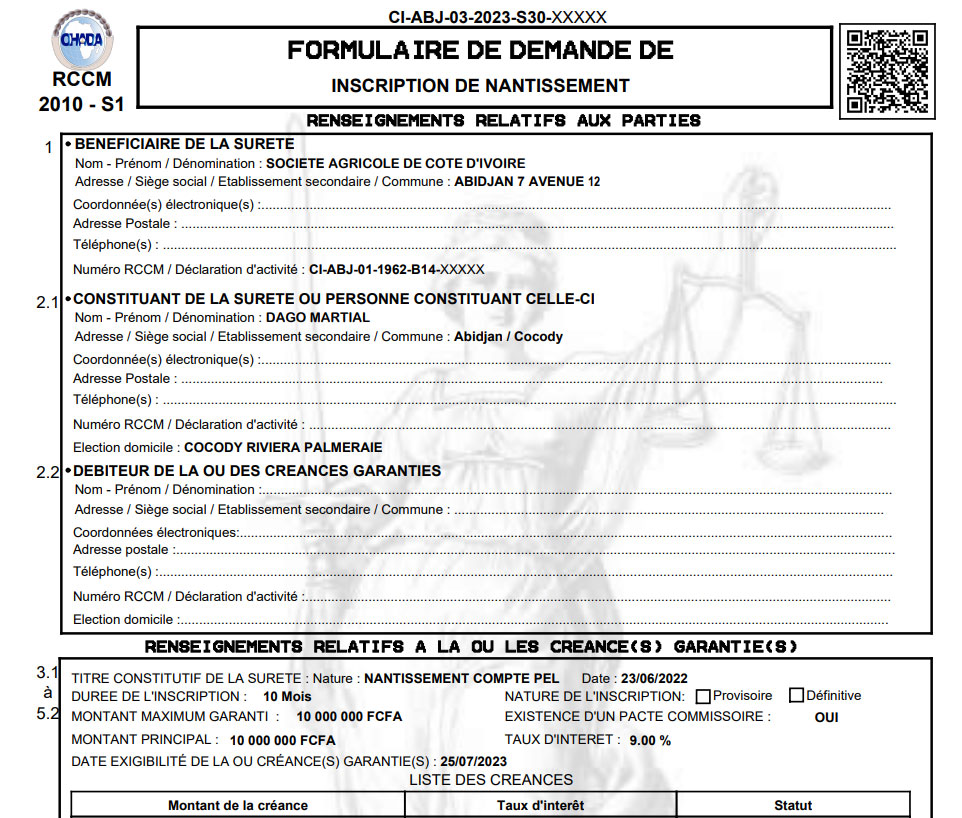 CI-ABJ-03-2023-S30-XXXXX
OHADA
RCCM
2010 - S1
FORMULAIRE DE DEMANDE DE
INSCRIPTION DE NANTISSEMENT
RENSEIGNEMENTS RELATIFS AUX PARTIES
1 • BENEFICIAIRE DE LA SURETE
Nom - Prénom / Dénomination : SOCIETE AGRICOLE DE COTE D'IVOIRE
Adresse / Siège social / Etablissement secondaire / Commune : ABIDJAN 7 AVENUE 12
Coordonnée(s) électronique(s) :
Adresse Postale :
Téléphone(s) :
Numéro RCCM / Déclaration d'activité : CI-ABJ-01-1962-B14-XXXXX
2.1 • CONSTITUANT DE LA SURETE OU PERSONNE CONSTITUANT CELLE-CI
Nom - Prénom / Dénomination : DAGO MARTIAL
Adresse / Siège social / Etablissement secondaire / Commune : Abidjan / Cocody
Coordonnée(s) électronique(s) :
Adresse Postale :
Téléphone(s) :
Numéro RCCM / Déclaration d'activité :
Election domicile : COCODY RIVIERA PALMERAIE
2.2 • DEBITEUR DE LA OU DES CREANCES GARANTIES
Nom - Prénom / Dénomination :
Adresse / Siège social / Etablissement secondaire / Commune :
Coordonnées électroniques:
Adresse postale :
Téléphone(s) :
Numéro RCCM / Déclaration d'activité :
Election domicile :
RENSEIGNEMENTS RELATIFS A LA OU LES CREANCE(S) GARANTIE(S)
3.1 à 5.2
TITRE CONSTITUTIF DE LA SURETE : Nature : NANTISSEMENT COMPTE PEL Date : 23/06/2022
DUREE DE L'INSCRIPTION : 10 Mois NATURE DE L'INSCRIPTION: Provisoire Définitive
MONTANT MAXIMUM GARANTI : 10 000 000 FCFA EXISTENCE D'UN PACTE COMMISSOIRE : OUI
MONTANT PRINCIPAL : 10 000 000 FCFA TAUX D'INTERET : 9.00 %
DATE EXIGIBILITÉ DE LA OU CRÉANCE(S) GARANTIE(S) : 25/07/2023
LISTE DES CREANCES
Montant de la créance Taux d'interêt Statut